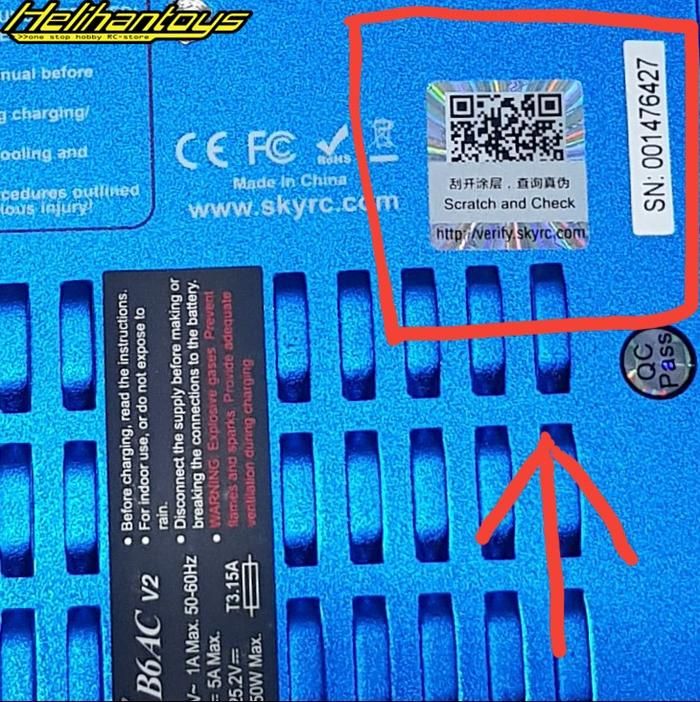 Helihantoys
>>one stop hobby RC-store
nual before
g charging/
ooling and
cedures outlined
ious injury)
CE FC RoHS
Made in China
www.skyrc.com
刮开涂层，查询真伪
Scratch and Check
http://verify.skyrc.com
SN: 001476427
QC
Pass
• Before charging, read the instructions.
• For indoor use, or do not expose to
rain.
• Disconnect the supply before making or
breaking the connections to the battery.
• WARNING: Explosive gases. Prevent
flames and sparks. Provide adequate
ventilation during charging
B6AC V2
V~ 1A Max. 50-60Hz
= 5A Max. T3.15A
25.2V=
50W Max.